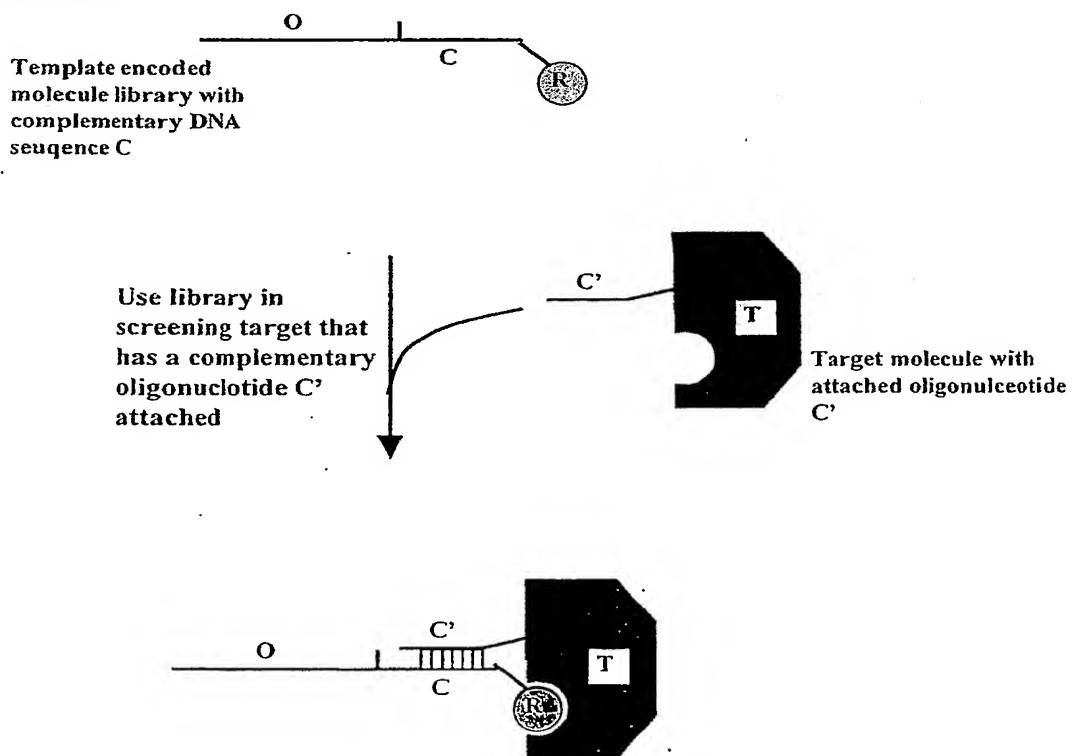 O
C
R
Template encoded
molecule library with
complementary DNA
seuqence C
Use library in
screening target that
has a complementary
oligonuclotide C’
attached
C’
T
Target molecule with
attached oligonulceotide
C’
O
C’
C
R
T